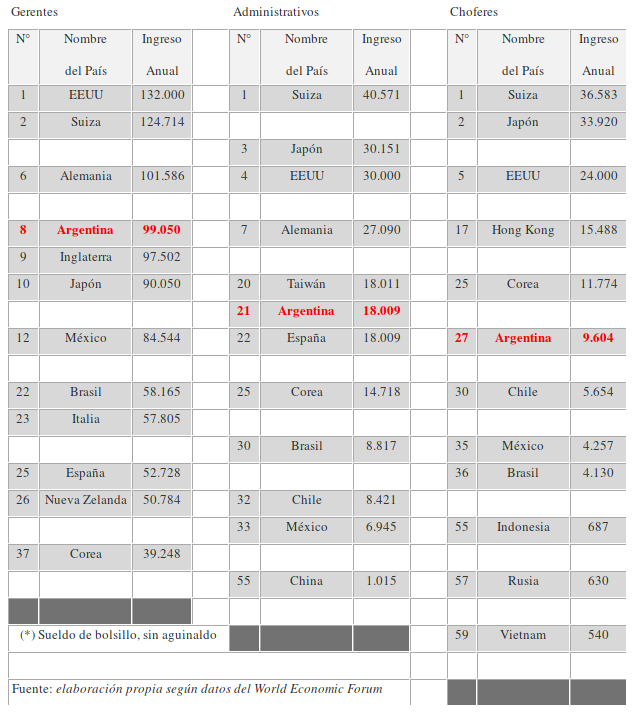 Gerentes Administrativos Choferes
N° Nombre Ingreso N° Nombre Ingreso N° Nombre Ingreso
del País Anual del País Anual del País Anual
1 EEUU 132.000 1 Suiza 40.571 1 Suiza 36.583
2 Suiza 124.714 2 Japón 33.920
3 Japón 30.151
6 Alemania 101.586 4 EEUU 30.000 5 EEUU 24.000
8 Argentina 99.050 7 Alemania 27.090 17 Hong Kong 15.488
9 Inglaterra 97.502
10 Japón 90.050 20 Taiwán 18.011 25 Corea 11.774
21 Argentina 18.009
12 México 84.544 22 España 18.009 27 Argentina 9.604
22 Brasil 58.165 25 Corea 14.718 30 Chile 5.654
23 Italia 57.805
30 Brasil 8.817 35 México 4.257
25 España 52.728 36 Brasil 4.130
26 Nueva Zelanda 50.784 32 Chile 8.421
33 México 6.945 55 Indonesia 687
37 Corea 39.248
55 China 1.015 57 Rusia 630
(*) Sueldo de bolsillo, sin aguinaldo 59 Vietnam 540
Fuente: elaboración propia según datos del World Economic Forum